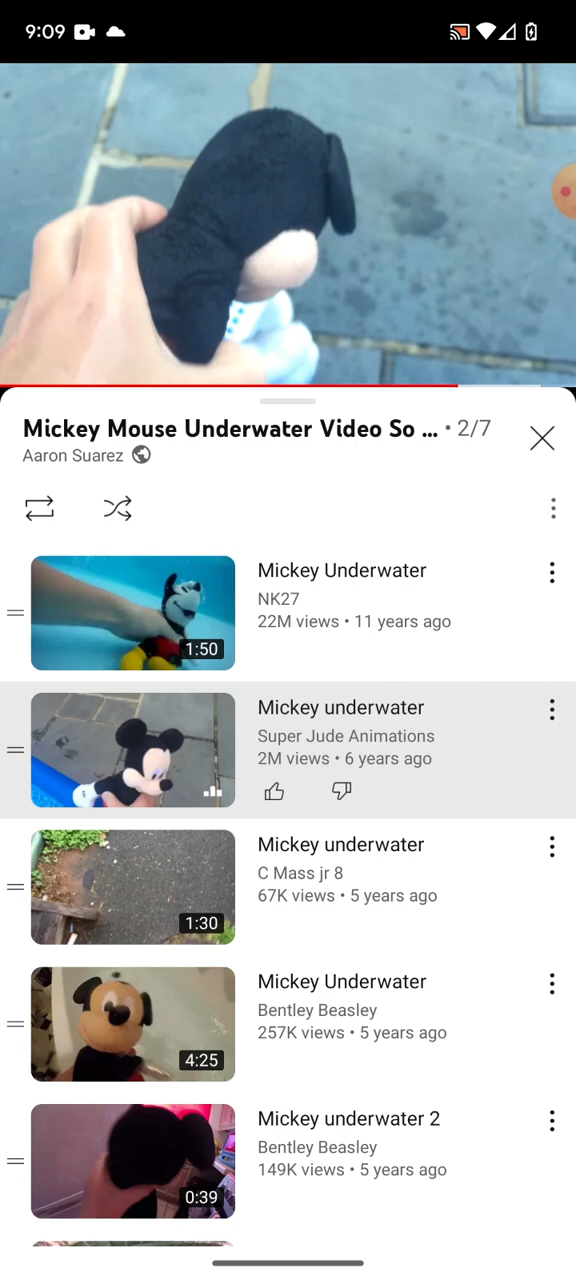 9:09
Mickey Mouse Underwater Video So ... • 2/7
Aaron Suarez
Mickey Underwater
NK27
22M views • 11 years ago
1:50
Mickey underwater
Super Jude Animations
2M views • 6 years ago
Mickey underwater
C Mass jr 8
67K views • 5 years ago
1:30
Mickey Underwater
Bentley Beasley
257K views • 5 years ago
4:25
Mickey underwater 2
Bentley Beasley
149K views • 5 years ago
0:39